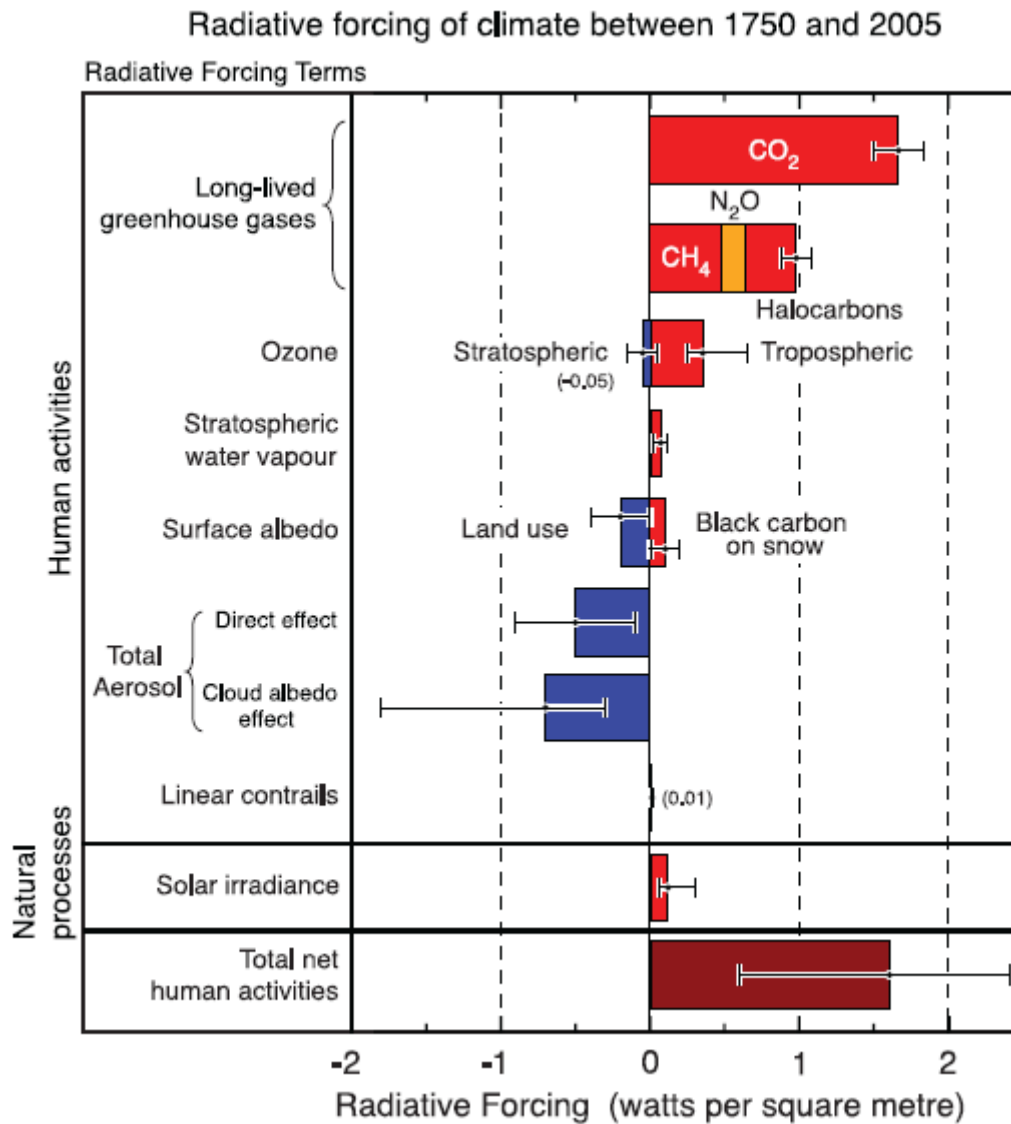 Radiative forcing of climate between 1750 and 2005
Radiative Forcing Terms
Human activities
Long-lived
greenhouse gases
CO₂
N₂O
CH₄
Halocarbons
Ozone
Stratospheric
(-0.05)
Tropospheric
Stratospheric
water vapour
Surface albedo
Land use
Black carbon
on snow
Total
Aerosol
Direct effect
Cloud albedo
effect
Linear contrails
(0.01)
Natural
processes
Solar irradiance
Total net
human activities
-2 -1 0 1 2
Radiative Forcing (watts per square metre)